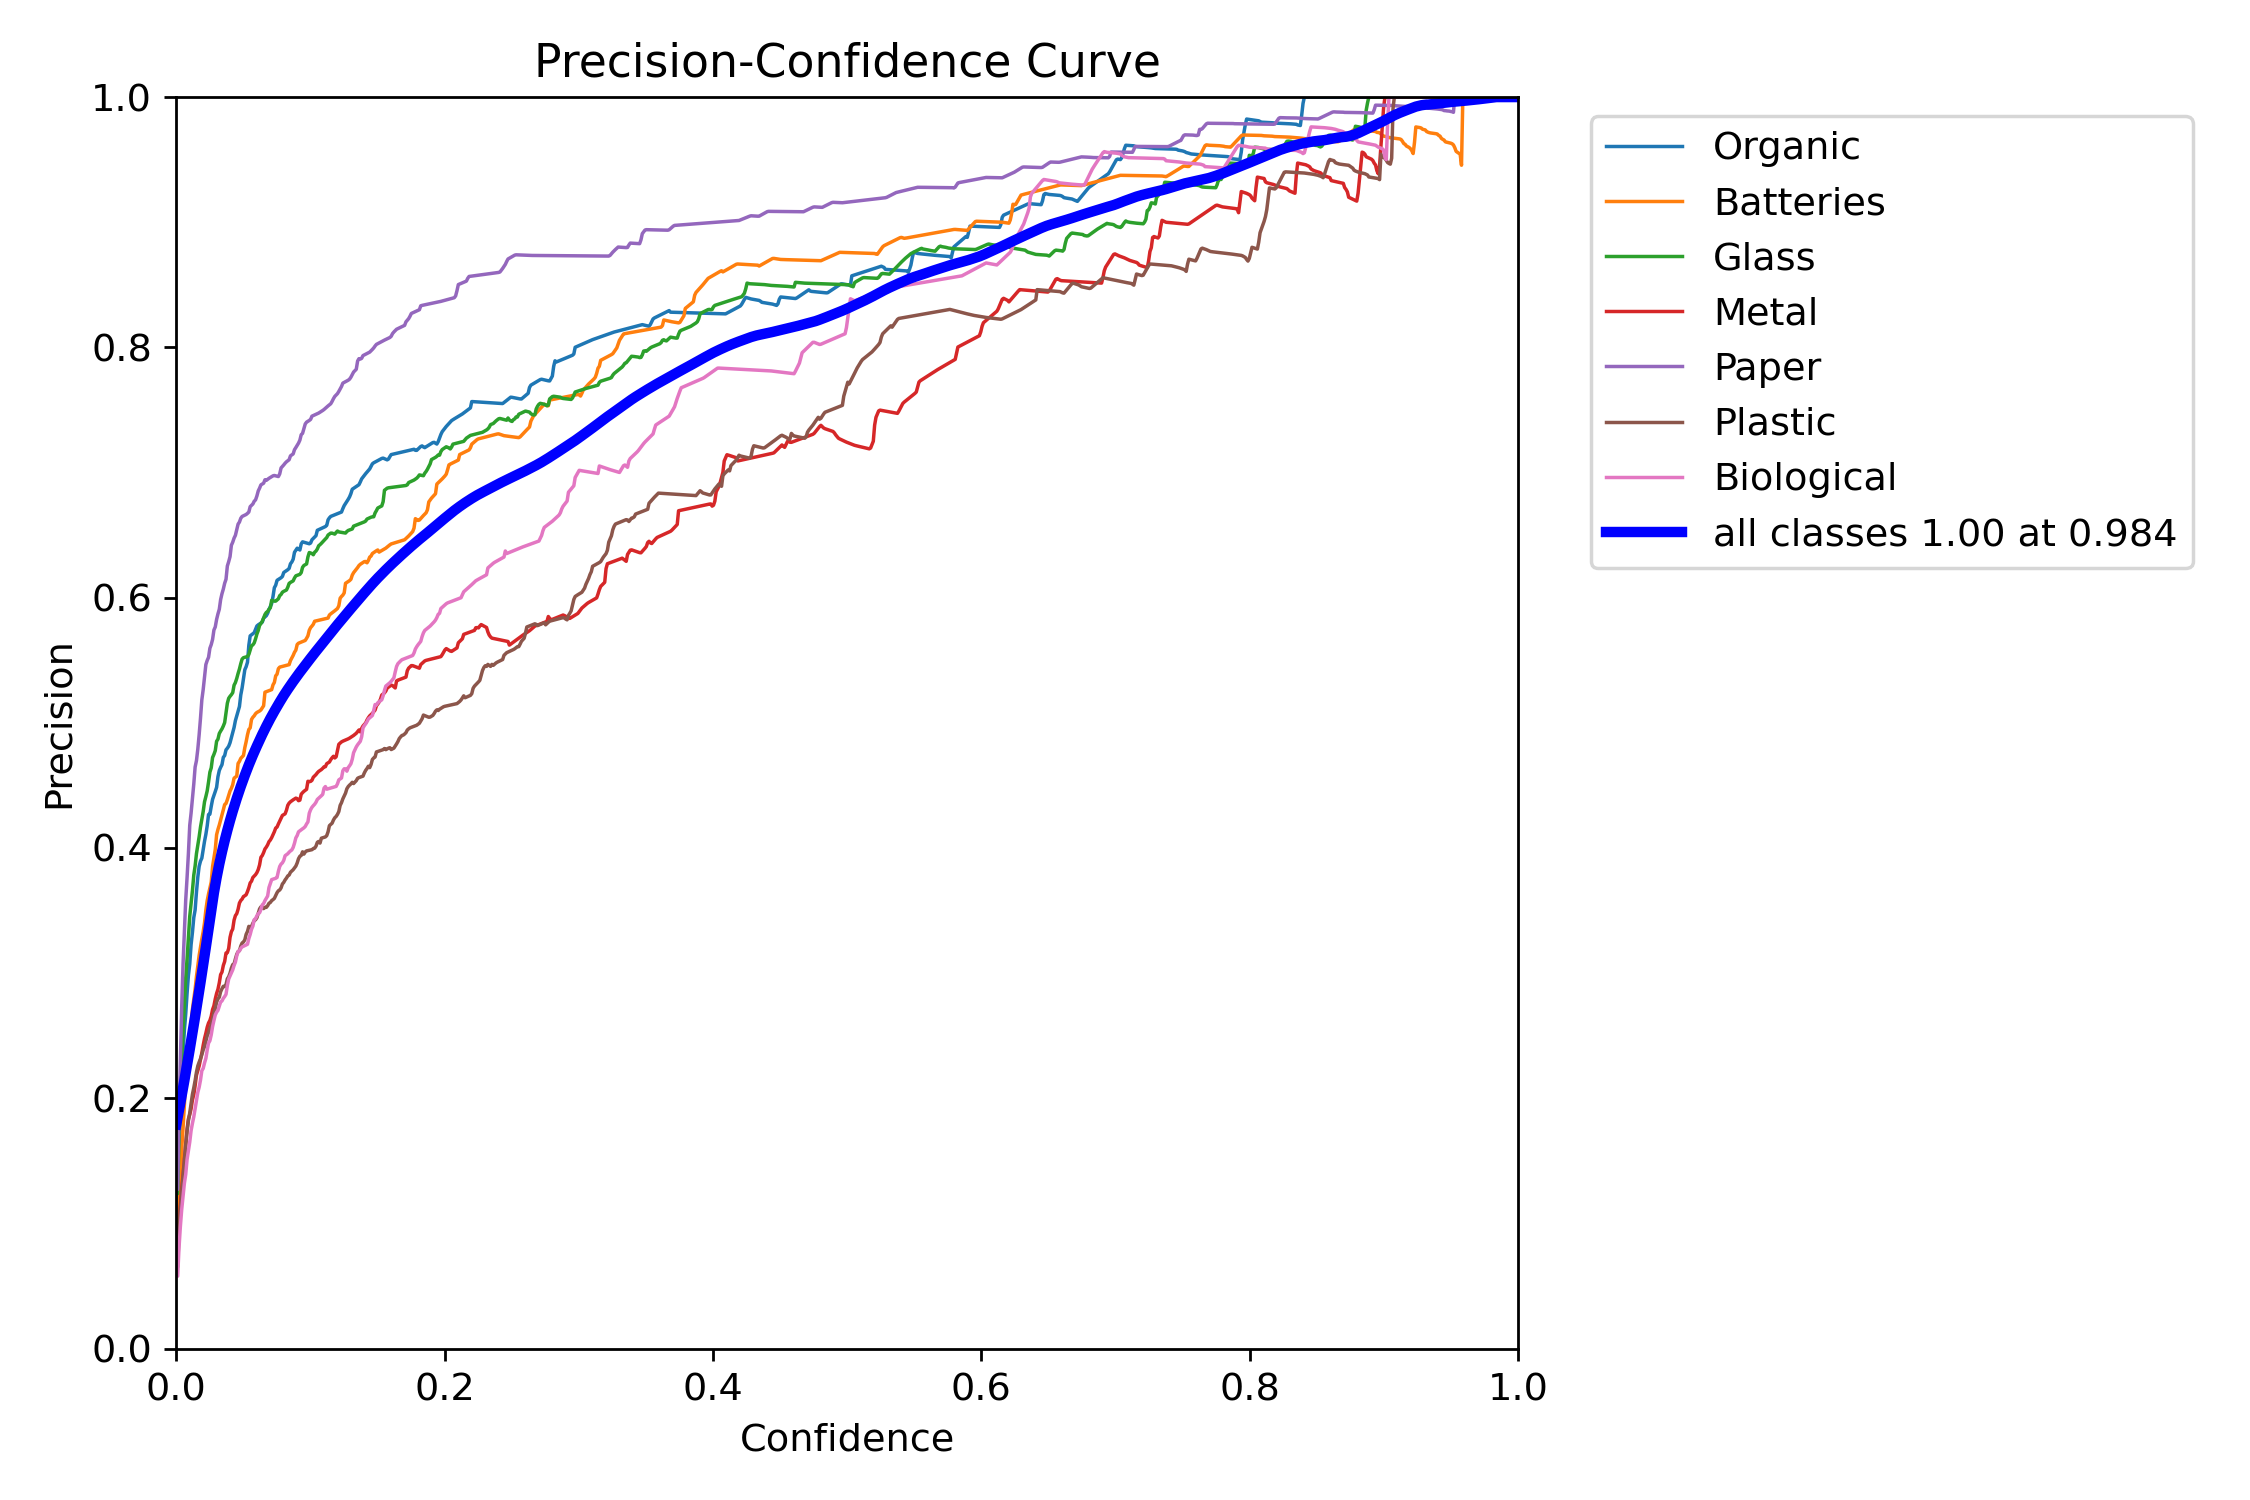 Precision-Confidence Curve
1.0
0.8
0.6
0.4
0.2
0.0
Precision
0.0 0.2 0.4 0.6 0.8 1.0
Confidence
Organic
Batteries
Glass
Metal
Paper
Plastic
Biological
all classes 1.00 at 0.984